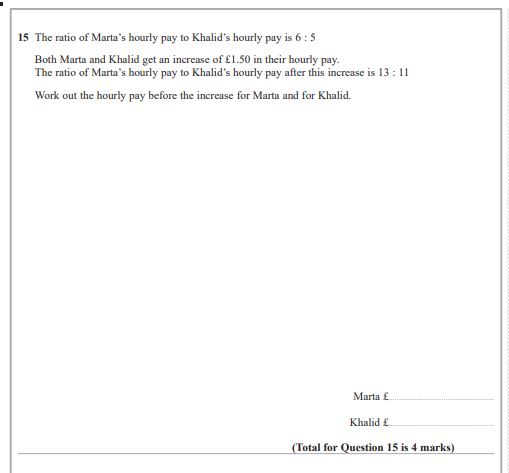 15 The ratio of Marta's hourly pay to Khalid's hourly pay is 6 : 5
Both Marta and Khalid get an increase of £1.50 in their hourly pay.
The ratio of Marta's hourly pay to Khalid's hourly pay after this increase is 13 : 11
Work out the hourly pay before the increase for Marta and for Khalid.
Marta £
Khalid £
(Total for Question 15 is 4 marks)